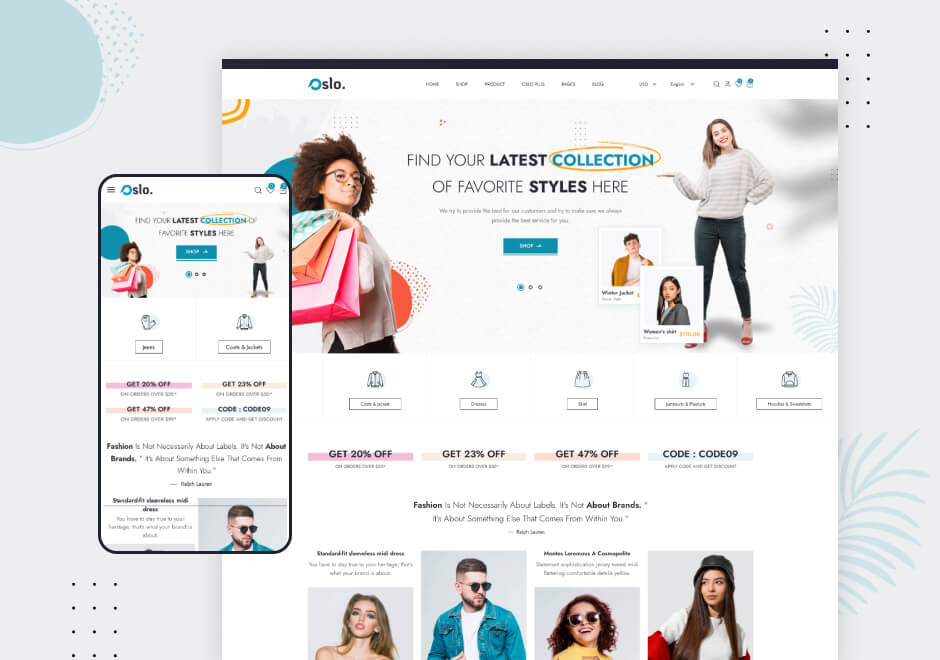 Oslo.
HOME SHOP PRODUCT OSLO PLUS PAGES BLOG
USD English
FIND YOUR LATEST COLLECTION
OF FAVORITE STYLES HERE
We try to provide the best for our customers and try to make sure we always
provide the best service for you.
SHOP
Winter Jacket
Women's shirt
$110.00
Coats & Jackets
Dresses
Skirt
Jumpsuits & Playsuits
Hoodies & Sweatshirts
GET 20% OFF
ON ORDERS OVER $35*
GET 23% OFF
ON ORDERS OVER $50*
GET 47% OFF
ON ORDERS OVER $99*
CODE : CODE09
APPLY CODE AND GET DISCOUNT
Fashion Is Not Necessarily About Labels. It's Not About Brands. "
It's About Something Else That Comes From Within You."
— Ralph Lauren
Standard-fit sleeveless midi dress
You have to stay true to your heritage, that's
what your brand is about.
Montes Loremous A Cosmopolite
Statement sophistication jersey tweed midi
flattering comfortable details yellow.
Oslo.
FIND YOUR LATEST COLLECTION OF
FAVORITE STYLES HERE
SHOP
Jeans
Coats & Jackets
GET 20% OFF
ON ORDERS OVER $35*
GET 23% OFF
ON ORDERS OVER $50*
GET 47% OFF
ON ORDERS OVER $99*
CODE : CODE09
APPLY CODE AND GET DISCOUNT
Fashion Is Not Necessarily About Labels. It's Not About
Brands. " It's About Something Else That Comes From
Within You."
— Ralph Lauren
Standard-fit sleeveless midi
dress
You have to stay true to your
heritage, that's what your brand is
about.